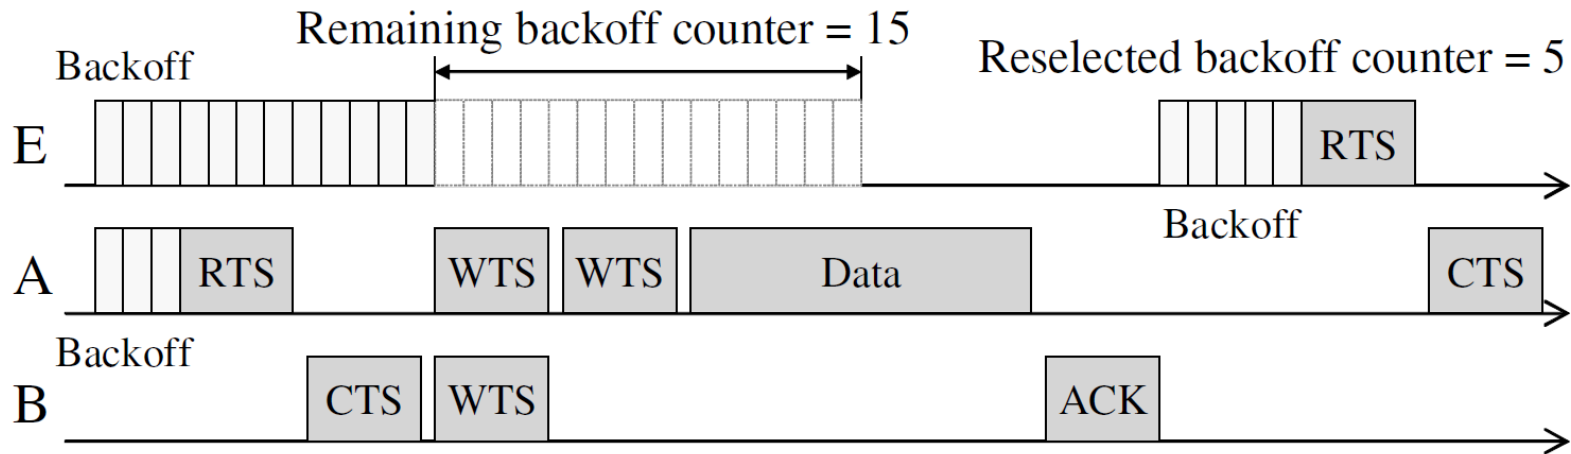 Remaining backoff counter = 15
Backoff
Reselected backoff counter = 5
E
RTS
Backoff
A
RTS
WTS
WTS
Data
CTS
Backoff
B
CTS
WTS
ACK